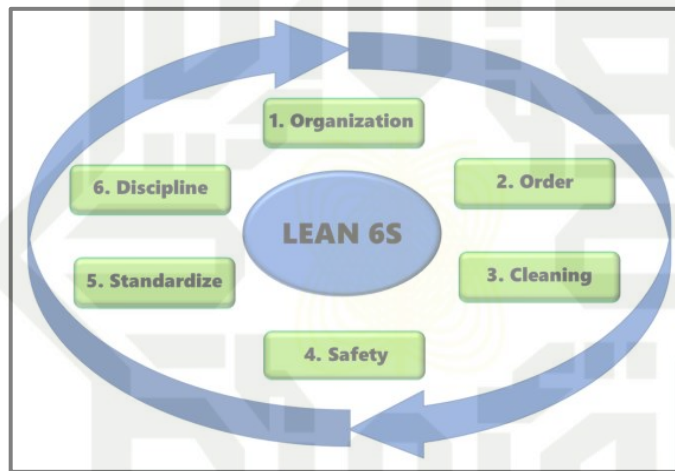 1. Organization
2. Order
3. Cleaning
4. Safety
5. Standardize
6. Discipline
LEAN 6S